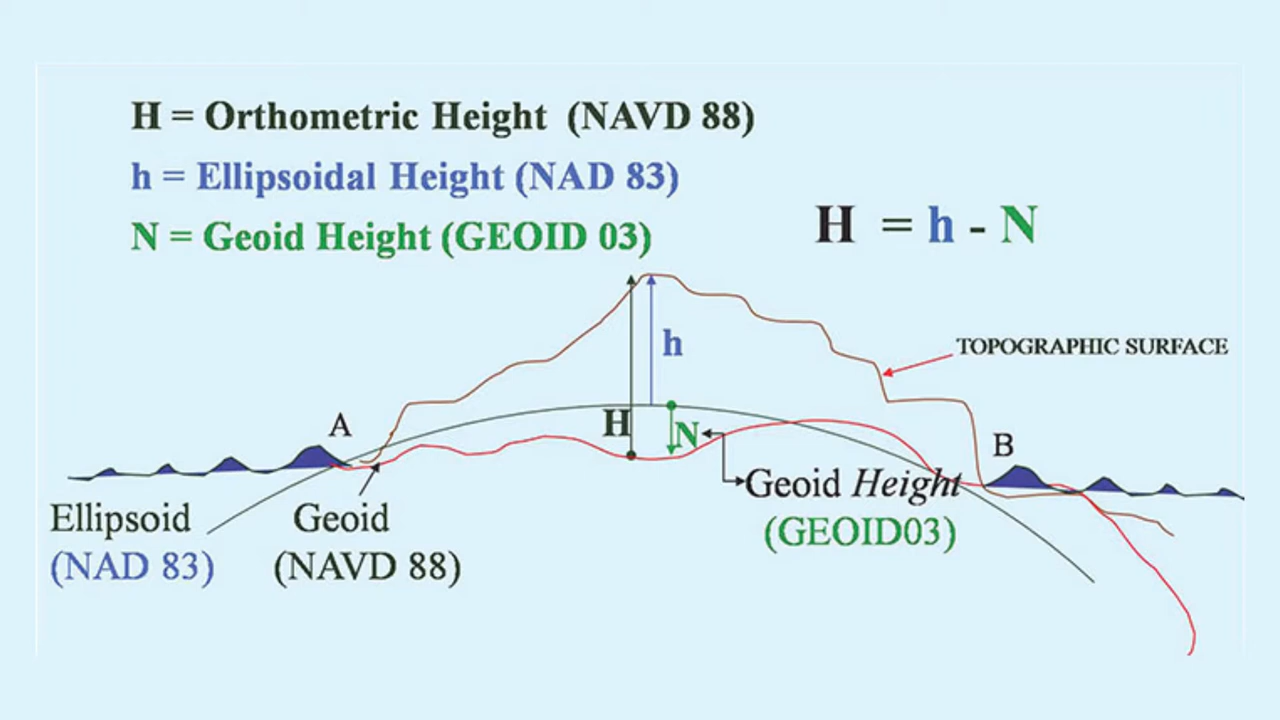 H = Orthometric Height (NAVD 88)
h = Ellipsoidal Height (NAD 83)
N = Geoid Height (GEOID 03)
H = h - N
h
TOPOGRAPHIC SURFACE
A
H
N
B
Geoid Height
(GEOID03)
Ellipsoid
(NAD 83)
Geoid
(NAVD 88)